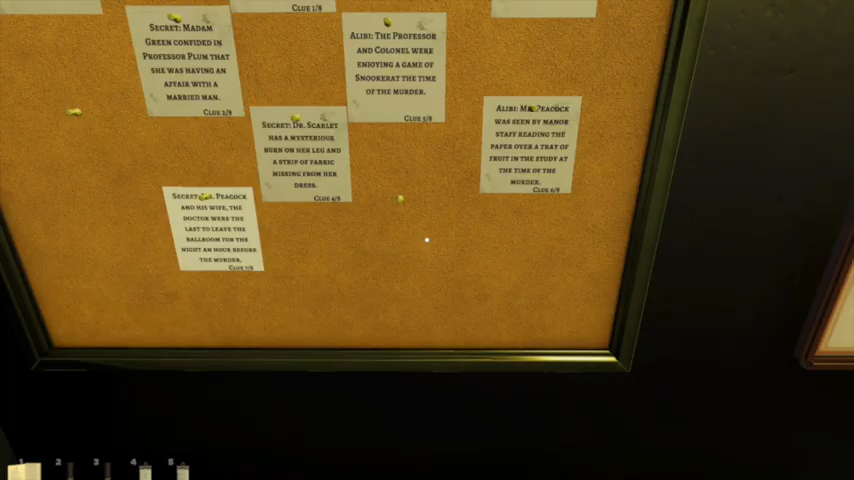 Clue 1/8
Secret: Madam
Green confided in
Professor Plum that
she was having an
affair with a
married man.
Clue 2/8
Alibi: The Professor
and Colonel were
enjoying a game of
Snookerat the time
of the murder.
Clue 5/8
Secret: Dr. Scarlet
has a mysterious
burn on her leg and
a strip of fabric
missing from her
dress.
Clue 4/8
Alibi: Mr. Peacock
was seen by manor
staff reading the
paper over a tray of
fruit in the study at
the time of the
murder.
Clue 6/8
Secret: Peacock
and his wife, the
doctor were the
last to leave the
ballroom for the
night an hour before
the murder.
Clue 7/8
1 2 3 4 5